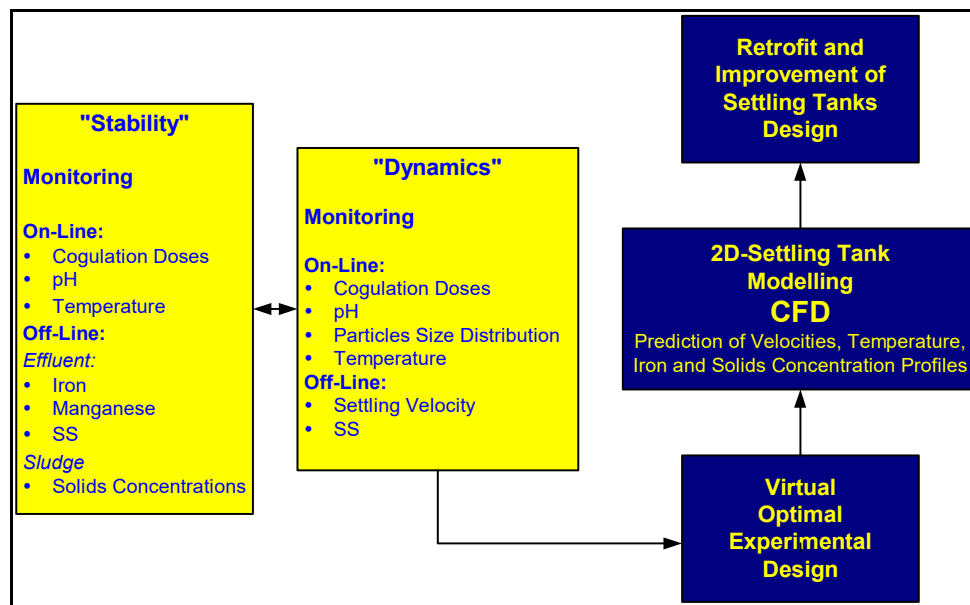 "Stability"
Monitoring
On-Line:
• Cogulation Doses
• pH
• Temperature
Off-Line:
Effluent:
• Iron
• Manganese
• SS
Sludge
• Solids Concentrations
"Dynamics"
Monitoring
On-Line:
• Cogulation Doses
• pH
• Particles Size Distribution
• Temperature
Off-Line:
• Settling Velocity
• SS
Retrofit and
Improvement of
Settling Tanks
Design
2D-Settling Tank
Modelling
CFD
Prediction of Velocities, Temperature,
Iron and Solids Concentration Profiles
Virtual
Optimal
Experimental
Design